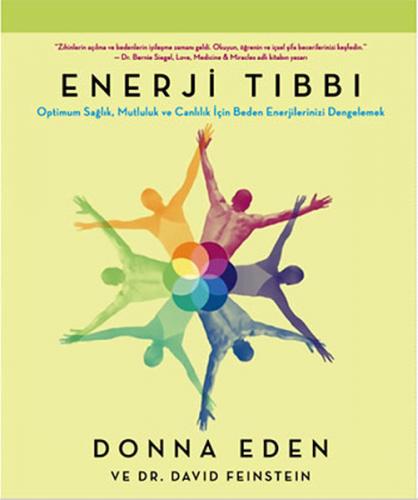 "Zihinlerin açılma ve bedenlerin iyileşme zamanı geldi. Okuyun, öğrenin ve içsel şifa becerilerinizi keşfedin."
— Dr. Bernie Siegel, Love, Medicine & Miracles adlı kitabın yazarı
ENERJİ TIBBI
Optimum Sağlık, Mutluluk ve Canlılık İçin Beden Enerjilerinizi Dengelemek
DONNA EDEN
VE DR. DAVID FEINSTEIN